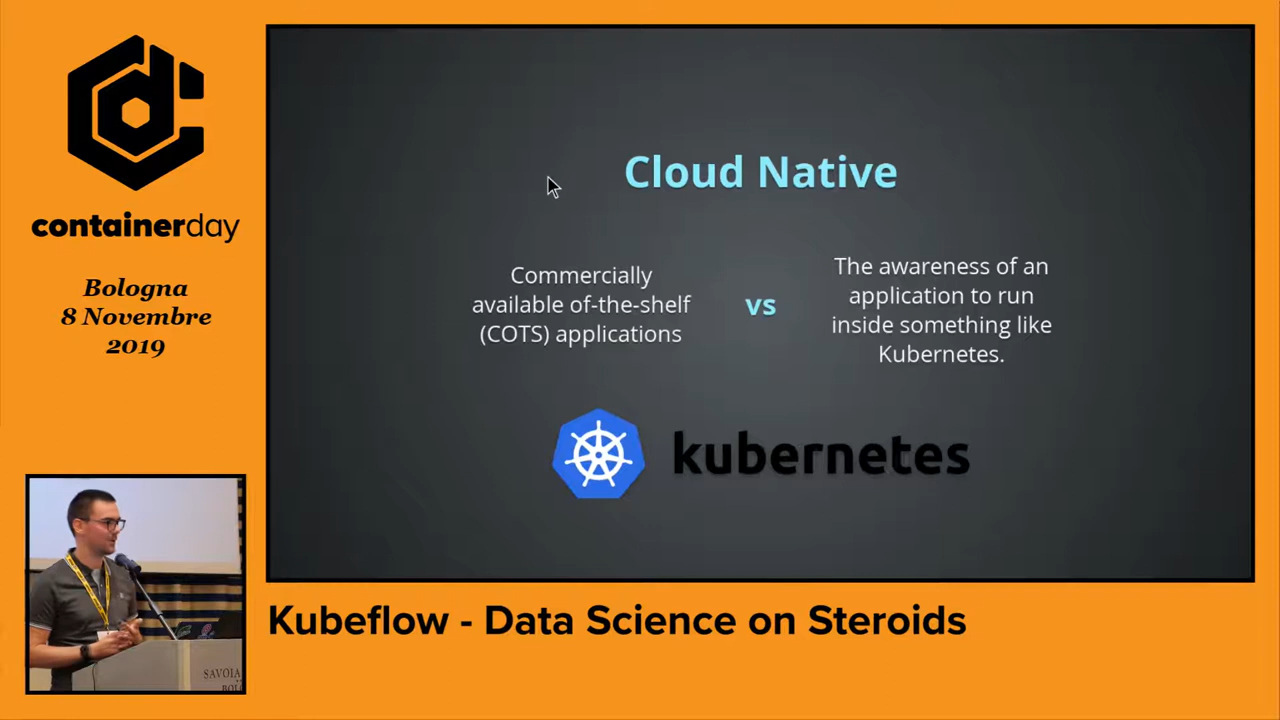 containerday
Bologna
8 Novembre
2019
Cloud Native
Commercially
available of-the-shelf
(COTS) applications
vs
The awareness of an
application to run
inside something like
Kubernetes.
kubernetes
SAVOIA
Kubeflow - Data Science on Steroids